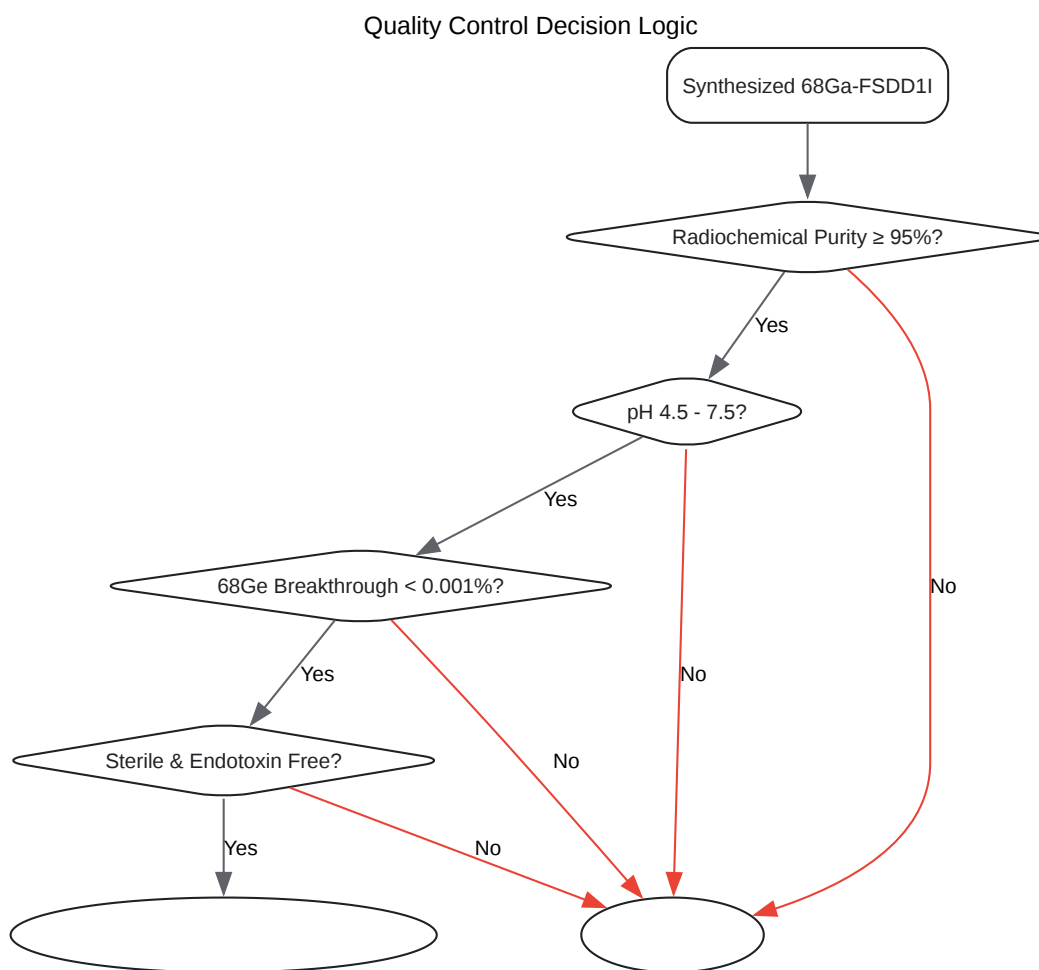 Quality Control Decision Logic
Synthesized 68Ga-FSDD1I
Radiochemical Purity ≥ 95%?
Yes
pH 4.5 - 7.5?
Yes
68Ge Breakthrough < 0.001%?
No
Yes
No
Sterile & Endotoxin Free?
No
Yes
No